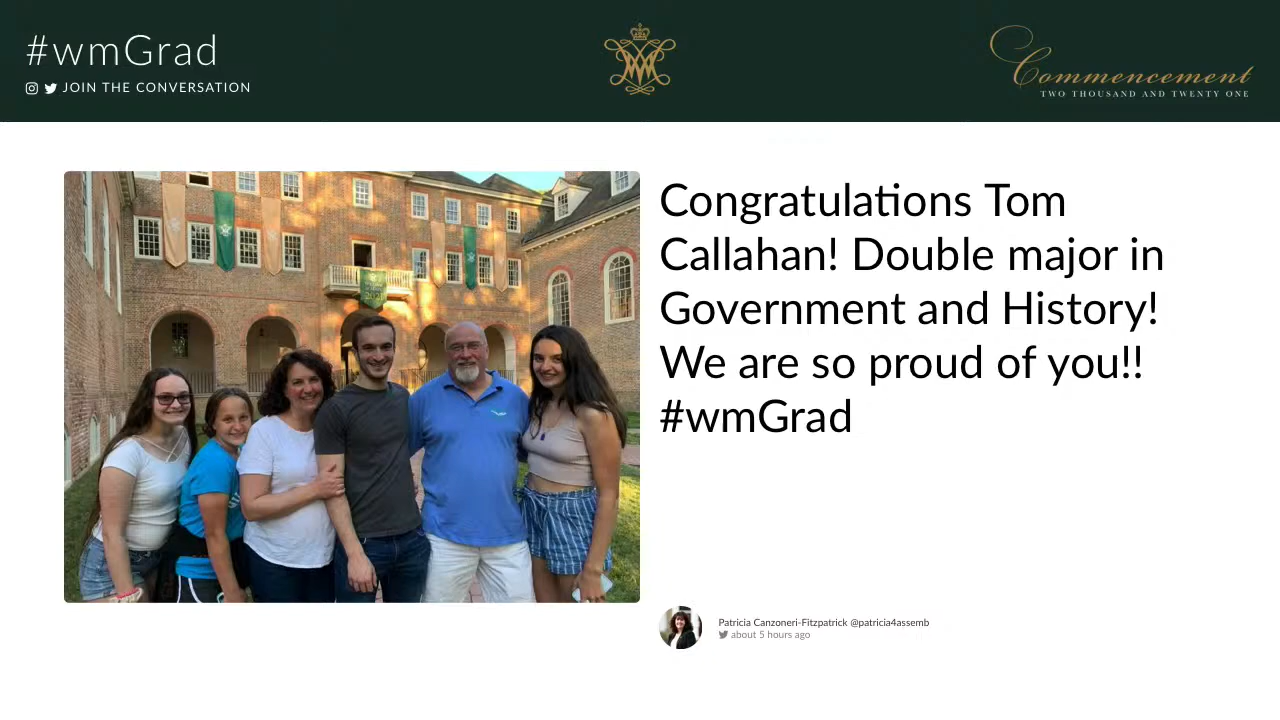 #wmGrad
JOIN THE CONVERSATION
Commencement
TWO THOUSAND AND TWENTY ONE
Congratulations Tom
Callahan! Double major in
Government and History!
We are so proud of you!!
#wmGrad
Patricia Canzoneri-Fitzpatrick @patricia4assemb
about 5 hours ago